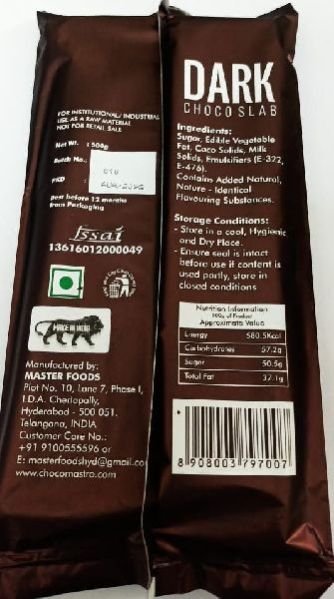 FOR INSTITUTIONAL/ INDUSTRIAL
USE AS A RAW MATERIAL
NOT FOR RETAIL SALE
Net Wt. : 500g
Batch No.:
PKD
Best before 12 months
from Packaging
fssai
13616012000049
MAKE IN INDIA
Manufactured by:
MASTER FOODS
Plot No. 10, Lane 7, Phase I,
I.D.A. Cherlapally,
Hyderabad - 500 051.
Telangana, INDIA
Customer Care No.:
+91 9100555596 or
E: masterfoodshyd@gmail.co
www.chocomastro.com
DARK
CHOCO SLAB
Ingredients:
Sugar, Edible Vegetable
Fat, Coco Solids, Milk
Solids, Emulsifiers (E-322,
E-476).
Contains Added Natural,
Nature - Identical
Flavouring Substances.
Storage Conditions:
- Store in a cool, Hygienic
and Dry Place.
- Ensure seal is intact
before use if content is
used partly, store in
closed conditions
Nutrition Information
100g of Product
Approximate Value
Energy 580.5Kcal
Carbohydrates 57.2g
Sugar 50.5g
Total Fat 37.1g
8 908003 797007